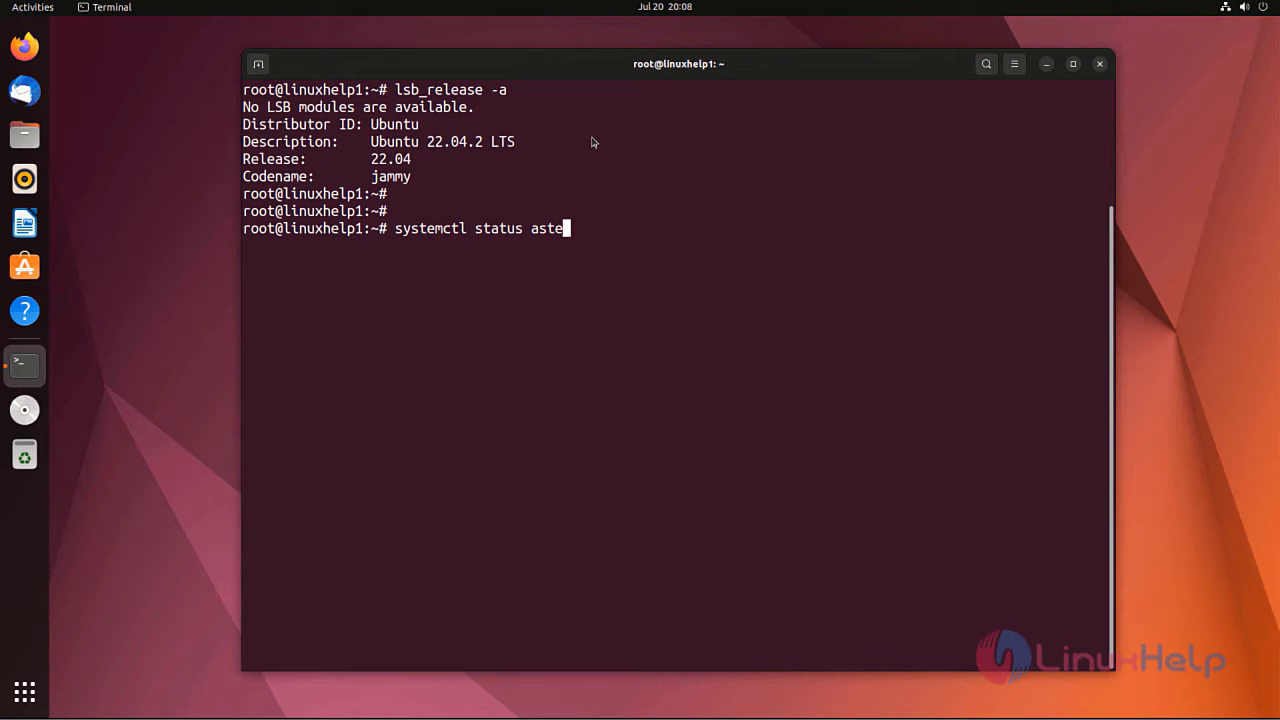 Activities Terminal Jul 20 20:08
root@linuxhelp1: ~
root@linuxhelp1:~# lsb_release -a
No LSB modules are available.
Distributor ID: Ubuntu
Description: Ubuntu 22.04.2 LTS
Release: 22.04
Codename: jammy
root@linuxhelp1:~#
root@linuxhelp1:~#
root@linuxhelp1:~# systemctl status aste
LinuxHelp